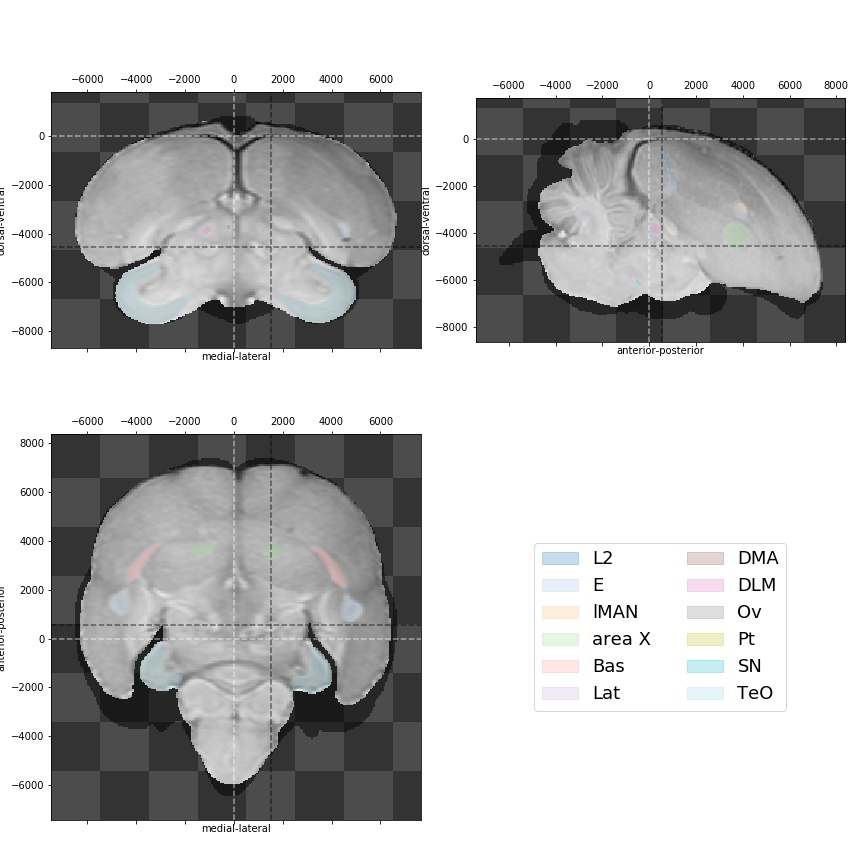 −6000 −4000 −2000 0 2000 4000 6000
0
−2000
−4000
−6000
−8000
dorsal-ventral
medial-lateral
−6000 −4000 −2000 0 2000 4000 6000 8000
0
−2000
−4000
−6000
−8000
dorsal-ventral
anterior-posterior
−6000 −4000 −2000 0 2000 4000 6000
8000
6000
4000
2000
0
−2000
−4000
−6000
anterior-posterior
medial-lateral
L2 DMA
E DLM
lMAN Ov
area X Pt
Bas SN
Lat TeO